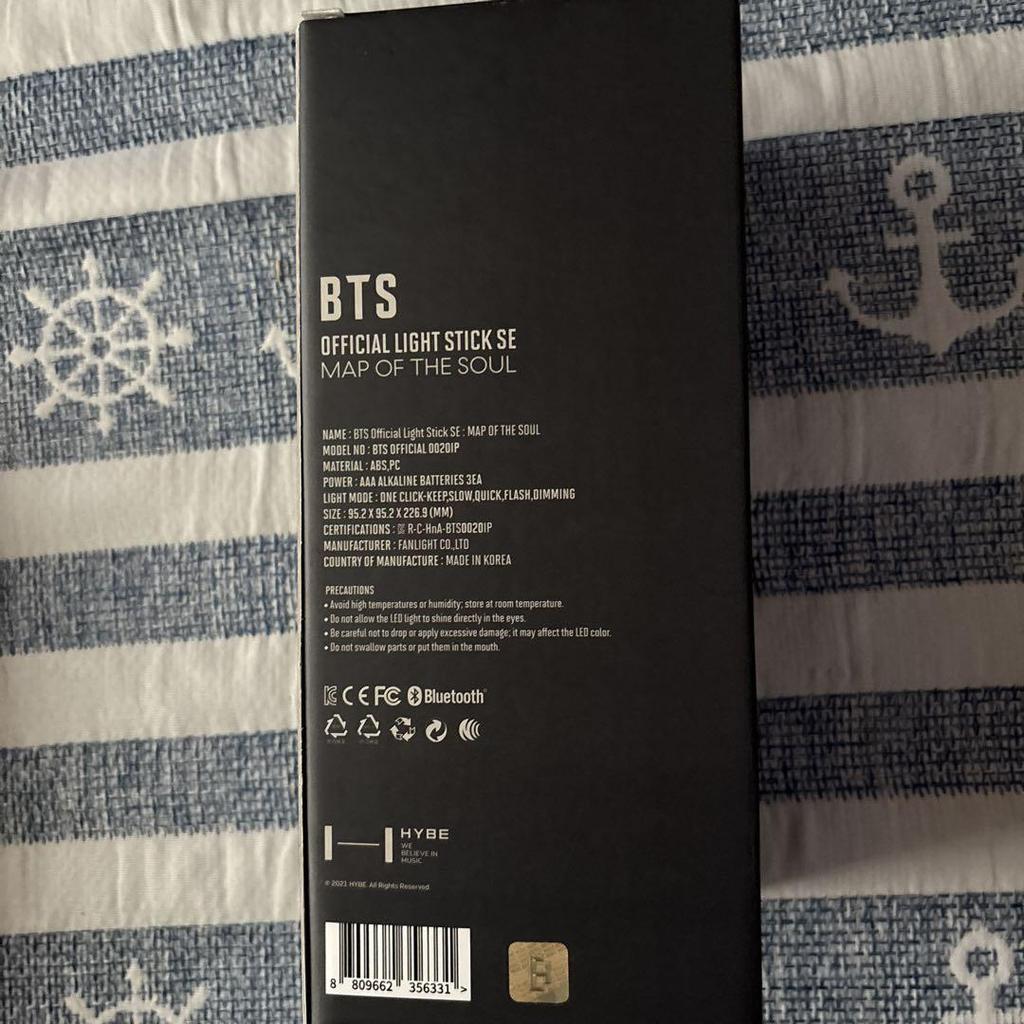 BTS
OFFICIAL LIGHT STICK SE
MAP OF THE SOUL
NAME : BTS Official Light Stick SE : MAP OF THE SOUL
MODEL NO : BTS OFFICIAL 0020IP
MATERIAL : ABS,PC
POWER : AAA ALKALINE BATTERIES 3EA
LIGHT MODE : ONE CLICK-KEEP,SLOW,QUICK,FLASH,DIMMING
SIZE : 95.2 X 95.2 X 226.9 (MM)
CERTIFICATIONS : R-C-HnA-BTS0020IP
MANUFACTURER : FANLIGHT CO.,LTD
COUNTRY OF MANUFACTURE : MADE IN KOREA
PRECAUTIONS
• Avoid high temperatures or humidity; store at room temperature.
• Do not allow the LED light to shine directly in the eyes.
• Be careful not to drop or apply excessive damage; it may affect the LED color.
• Do not swallow parts or put them in the mouth.
CE FC Bluetooth
HYBE
WE
BELIEVE IN
MUSIC
© 2021 HYBE. All Rights Reserved.
8 809662 356331 >